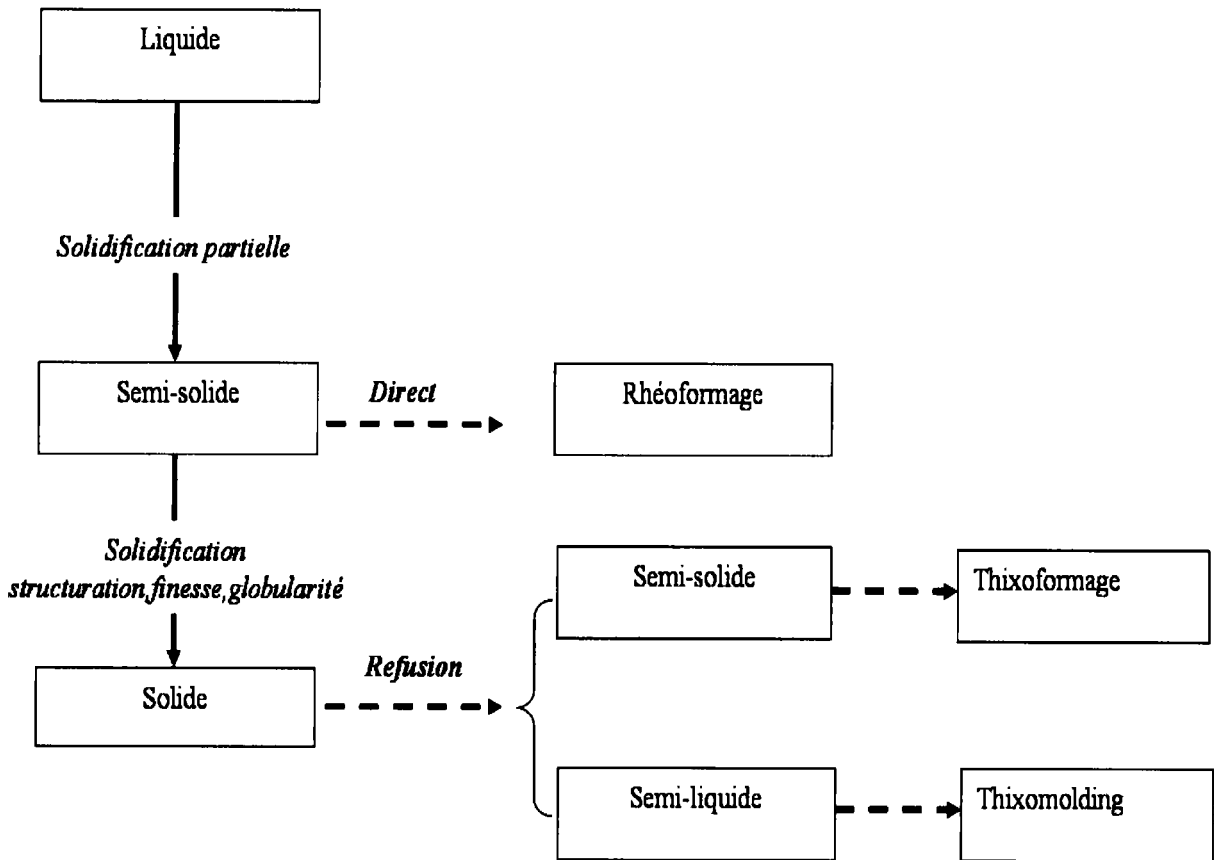 Liquide
Solidification partielle
Semi-solide
Direct
Rhéoformage
Solidification
structuration,finesse,globularité
Semi-solide
Thixoformage
Solide
Refusion
Semi-liquide
Thixomolding